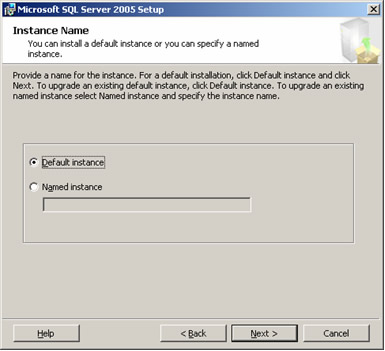 Microsoft SQL Server 2005 Setup
Instance Name
You can install a default instance or you can specify a named
instance.
Provide a name for the instance. For a default installation, click Default instance and click
Next. To upgrade an existing default instance, click Default instance. To upgrade an existing
named instance select Named instance and specify the instance name.
Default instance
Named instance
Help
< Back
Next >
Cancel